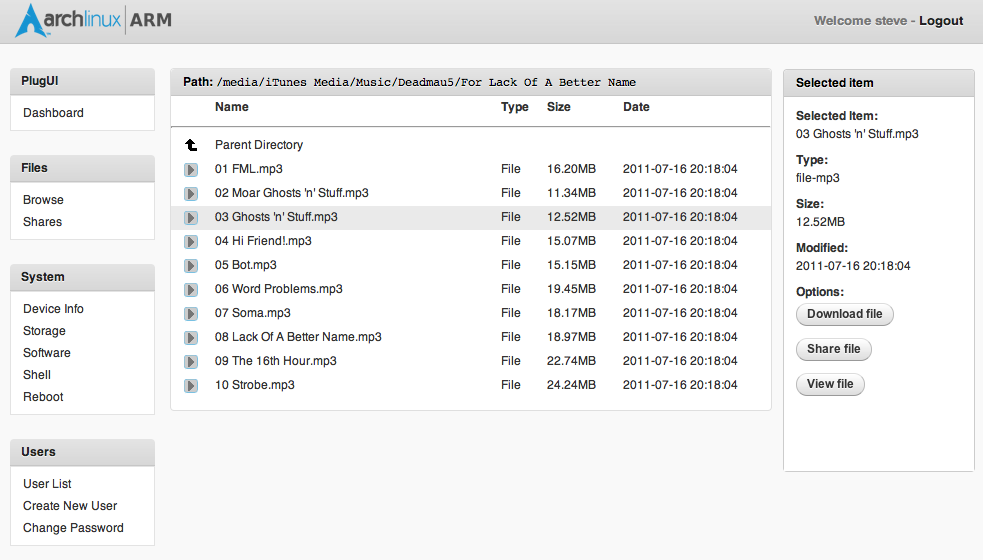 archlinux | ARM
Welcome steve - Logout
PlugUI
Dashboard
Files
Browse
Shares
System
Device Info
Storage
Software
Shell
Reboot
Users
User List
Create New User
Change Password
Path: /media/iTunes Media/Music/Deadmau5/For Lack Of A Better Name
Name Type Size Date
Parent Directory
01 FML.mp3 File 16.20MB 2011-07-16 20:18:04
02 Moar Ghosts 'n' Stuff.mp3 File 11.34MB 2011-07-16 20:18:04
03 Ghosts 'n' Stuff.mp3 File 12.52MB 2011-07-16 20:18:04
04 Hi Friend!.mp3 File 15.07MB 2011-07-16 20:18:04
05 Bot.mp3 File 15.15MB 2011-07-16 20:18:04
06 Word Problems.mp3 File 19.45MB 2011-07-16 20:18:04
07 Soma.mp3 File 18.17MB 2011-07-16 20:18:04
08 Lack Of A Better Name.mp3 File 18.97MB 2011-07-16 20:18:04
09 The 16th Hour.mp3 File 22.74MB 2011-07-16 20:18:04
10 Strobe.mp3 File 24.24MB 2011-07-16 20:18:04
Selected item
Selected Item:
03 Ghosts 'n' Stuff.mp3
Type:
file-mp3
Size:
12.52MB
Modified:
2011-07-16 20:18:04
Options:
Download file
Share file
View file